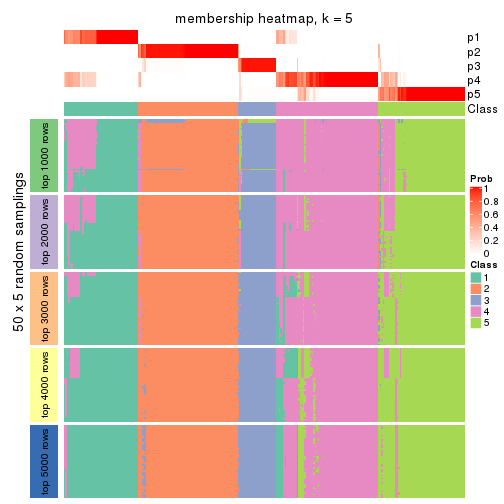 membership heatmap, k = 5
p1
p2
p3
p4
p5
Class
50 x 5 random samplings
top 1000 rows
top 2000 rows
top 3000 rows
top 4000 rows
top 5000 rows
Prob
1
0.8
0.6
0.4
0.2
0
Class
1
2
3
4
5